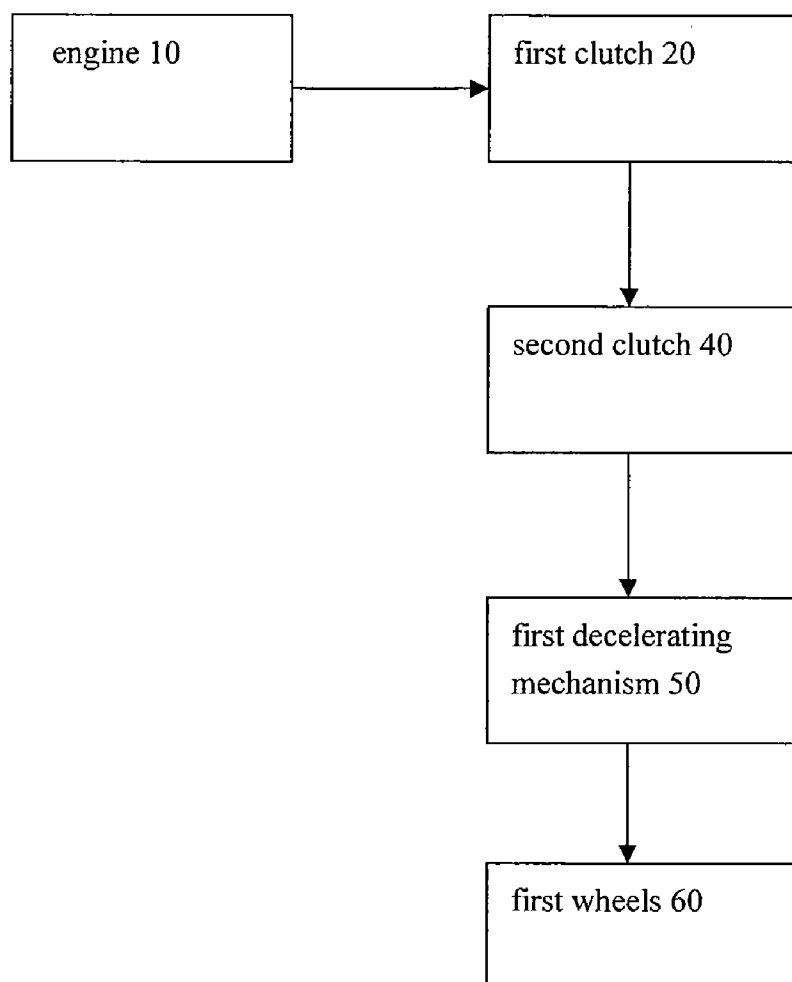 engine 10
first clutch 20
second clutch 40
first decelerating
mechanism 50
first wheels 60